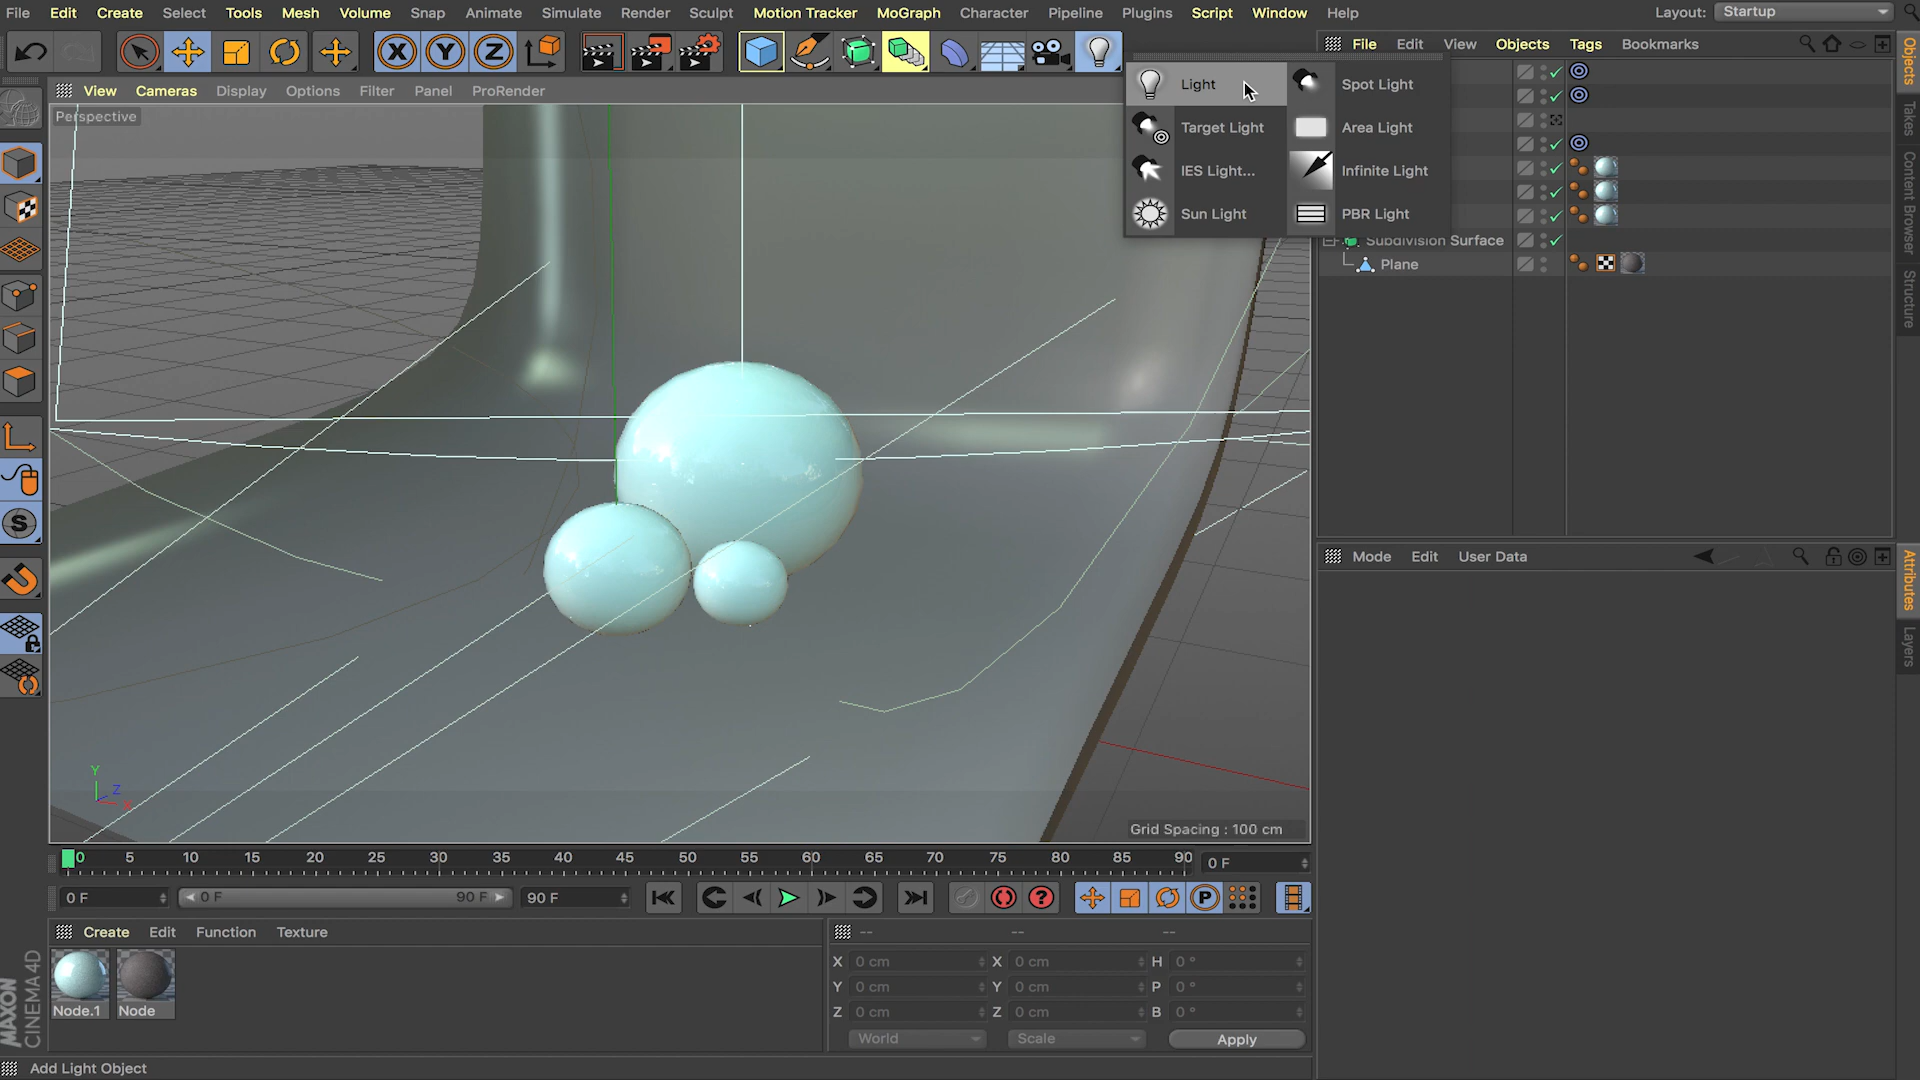 File Edit Create Select Tools Mesh Volume Snap Animate Simulate Render Sculpt Motion Tracker MoGraph Character Pipeline Plugins Script Window Help Layout: Startup
X Y Z
File Edit View Objects Tags Bookmarks
View Cameras Display Options Filter Panel ProRender
Perspective
Light Spot Light
Target Light Area Light
IES Light... Infinite Light
Sun Light PBR Light
Subdivision Surface
Plane
Objects
Takes
Content Browser
Structure
Mode Edit User Data
Attributes
Layers
S
Y
Z
X
Grid Spacing : 100 cm
0 5 10 15 20 25 30 35 40 45 50 55 60 65 70 75 80 85 90 0 F
0 F 0 F 90 F 90 F
? P
Create Edit Function Texture
-- -- --
Node.1 Node
X 0 cm X 0 cm H 0 °
Y 0 cm Y 0 cm P 0 °
Z 0 cm Z 0 cm B 0 °
World Scale Apply
MAXON
CINEMA 4D
Add Light Object